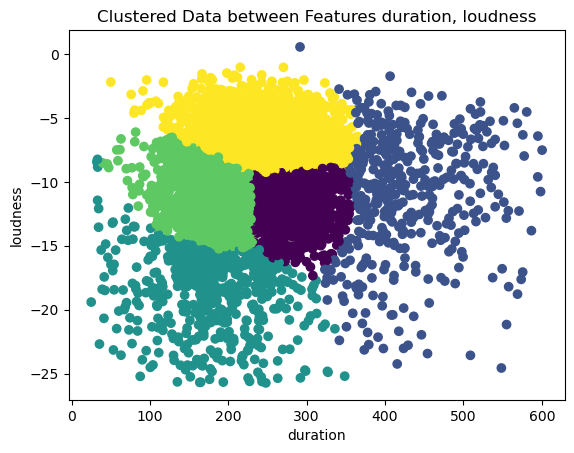 Clustered Data between Features duration, loudness
0
−5
−10
−15
−20
−25
loudness
0 100 200 300 400 500 600
duration